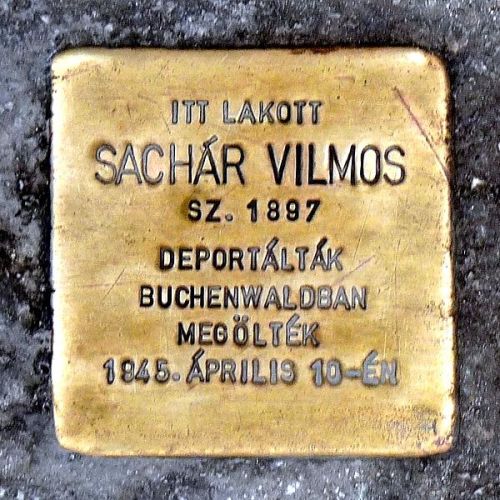 ITT LAKOTT
SACHÁR VILMOS
SZ. 1897
DEPORTÁLTÁK
BUCHENWALDBAN
MEGÖLTÉK
1945. ÁPRILIS 10-ÉN